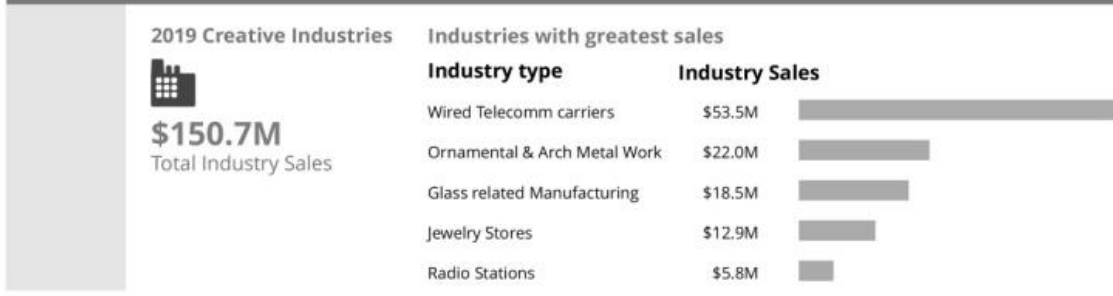 2019 Creative Industries
$150.7M
Total Industry Sales
Industries with greatest sales
Industry type Industry Sales
Wired Telecomm carriers $53.5M
Ornamental & Arch Metal Work $22.0M
Glass related Manufacturing $18.5M
Jewelry Stores $12.9M
Radio Stations $5.8M